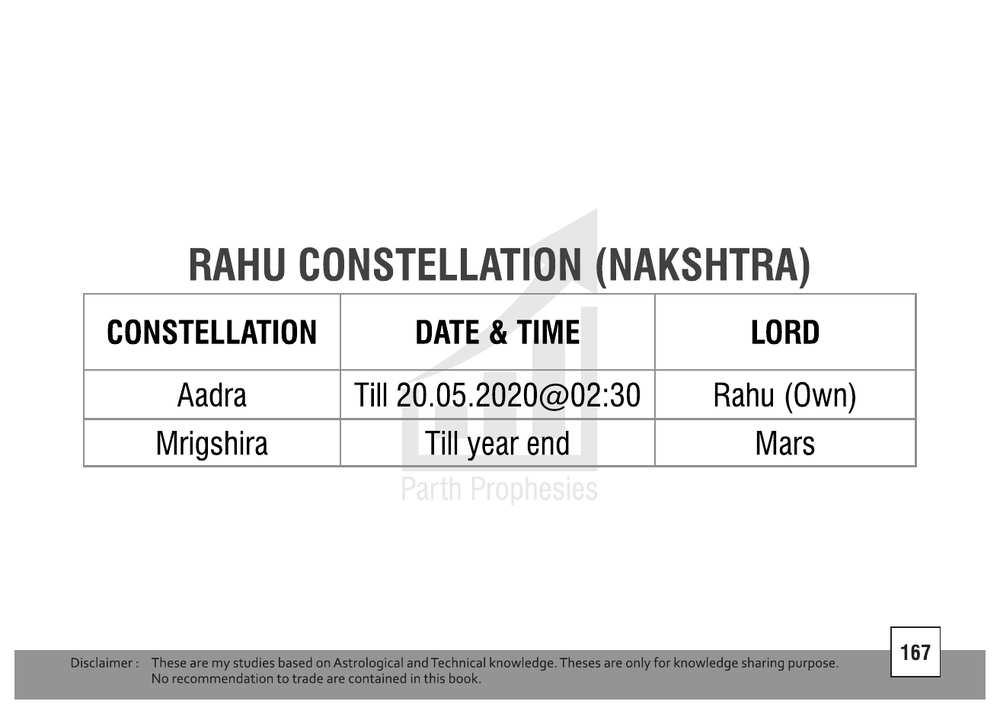 RAHU CONSTELLATION (NAKSHTRA)
CONSTELLATION DATE & TIME LORD
Aadra Till 20.05.2020@02:30 Rahu (Own)
Mrigshira Till year end Mars
Parth Prophesies
167
Disclaimer : These are my studies based on Astrological and Technical knowledge. Theses are only for knowledge sharing purpose.
No recommendation to trade are contained in this book.